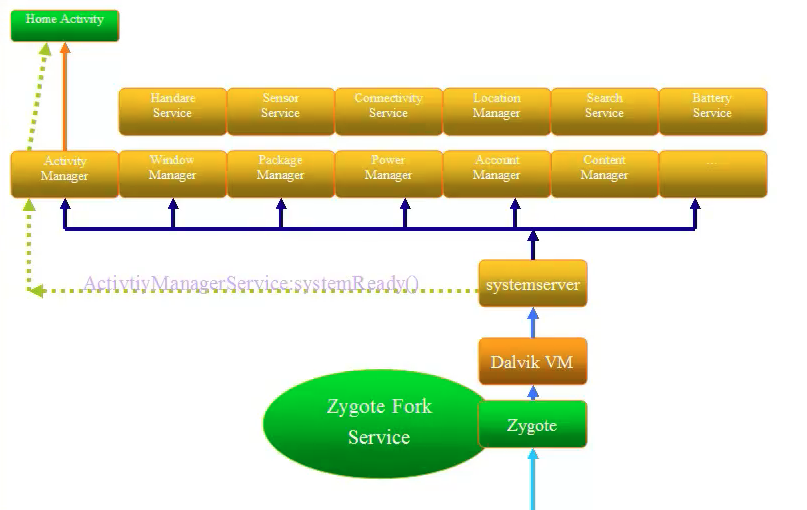 Home Activity
Handare
Service
Sensor
Service
Connectivity
Service
Location
Manager
Search
Service
Battery
Service
Activity
Manager
Window
Manager
Package
Manager
Power
Manager
Account
Manager
Content
Manager
......
ActivtiyManagerService:systemReady()
systemserver
Dalvik VM
Zygote Fork
Service
Zygote